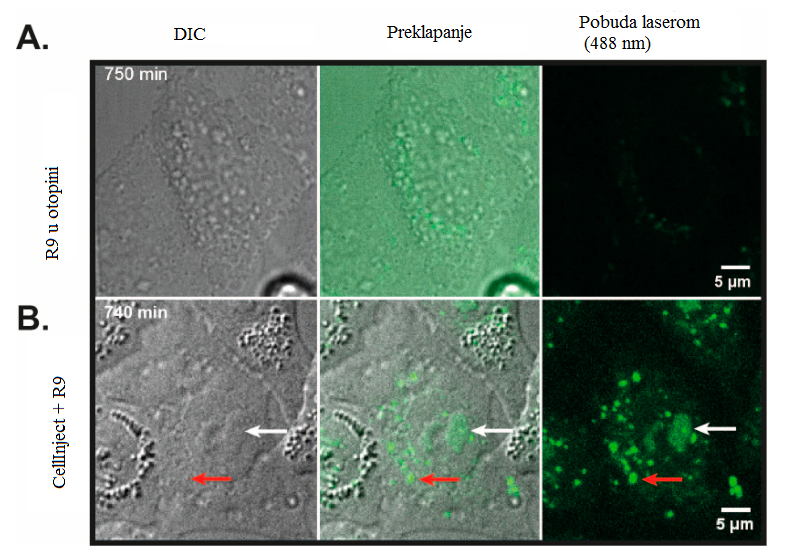 A.
DIC
Preklapanje
Pobuda laserom
(488 nm)
R9 u otopini
750 min
5 µm
B.
CellInject + R9
740 min
5 µm